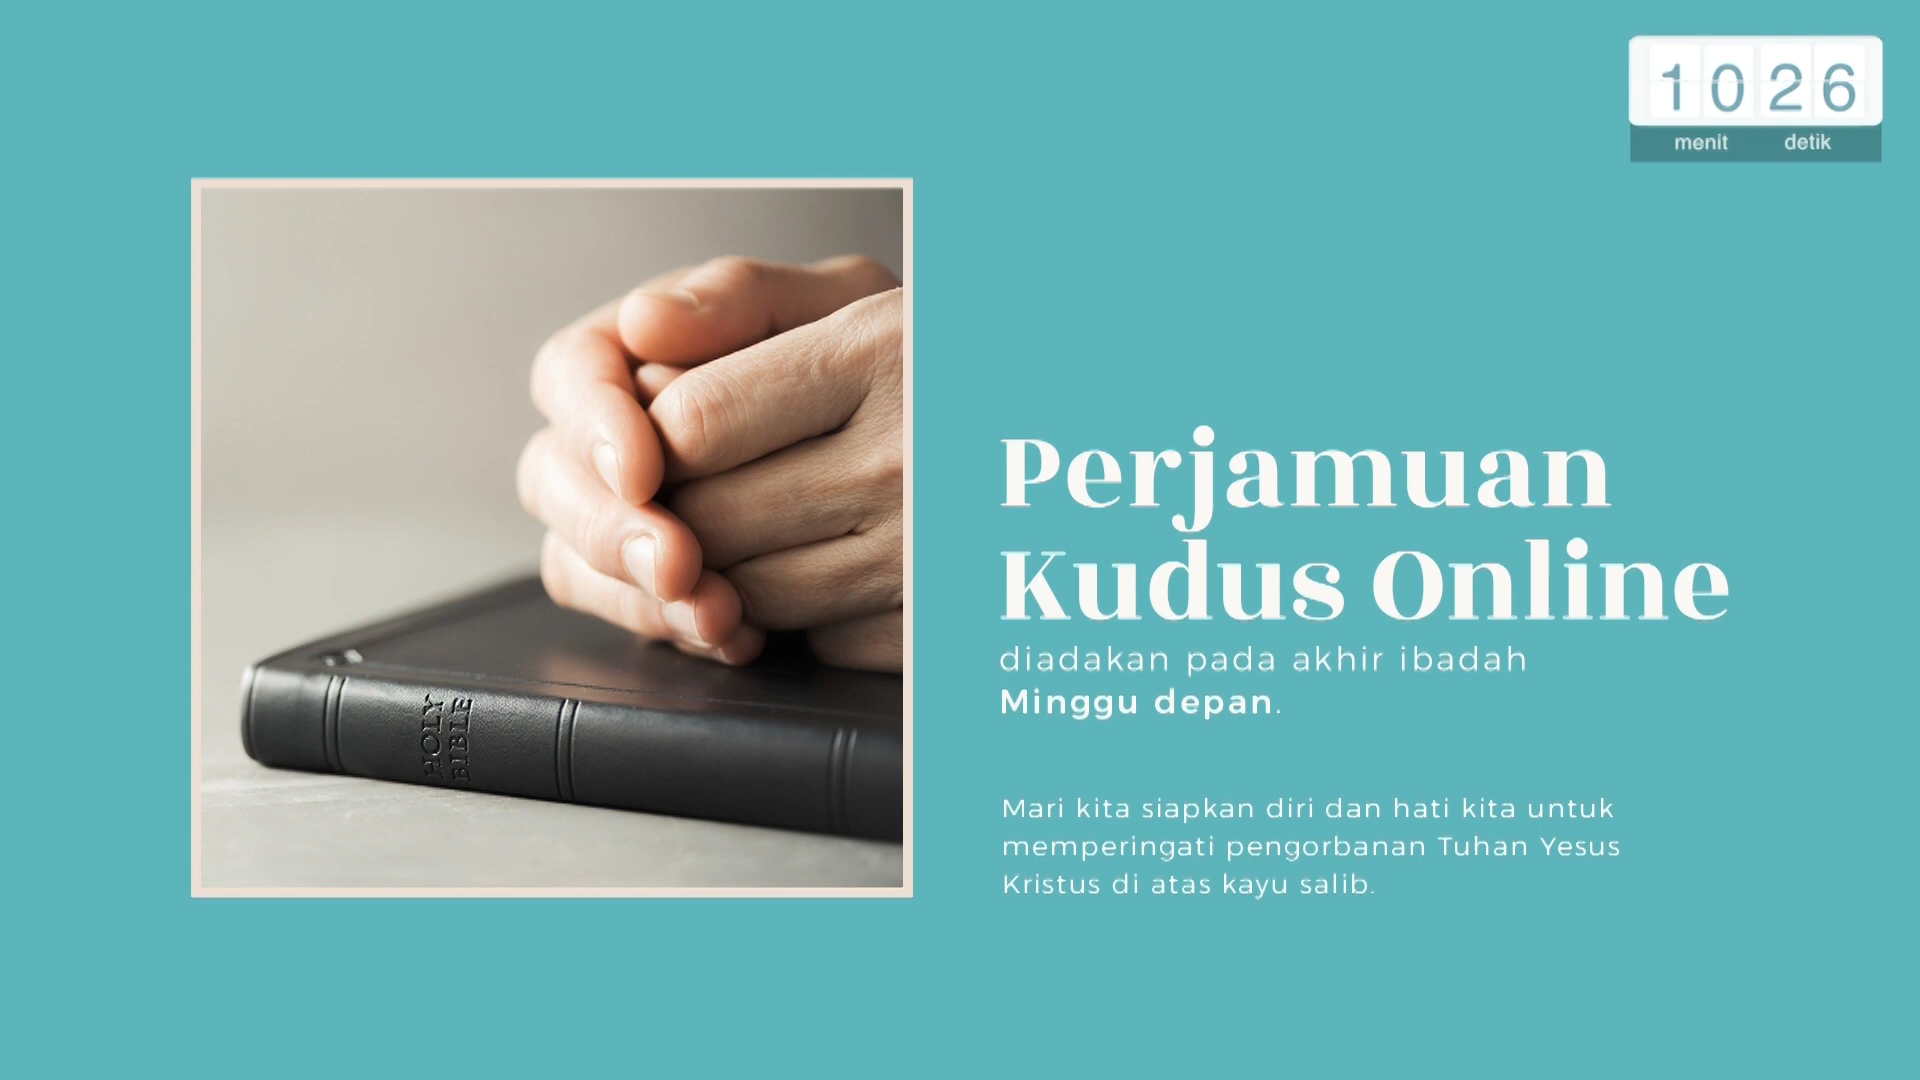 10 26
menit detik
HOLY
BIBLE
Perjamuan
Kudus Online
diadakan pada akhir ibadah
Minggu depan.
Mari kita siapkan diri dan hati kita untuk
memperingati pengorbanan Tuhan Yesus
Kristus di atas kayu salib.